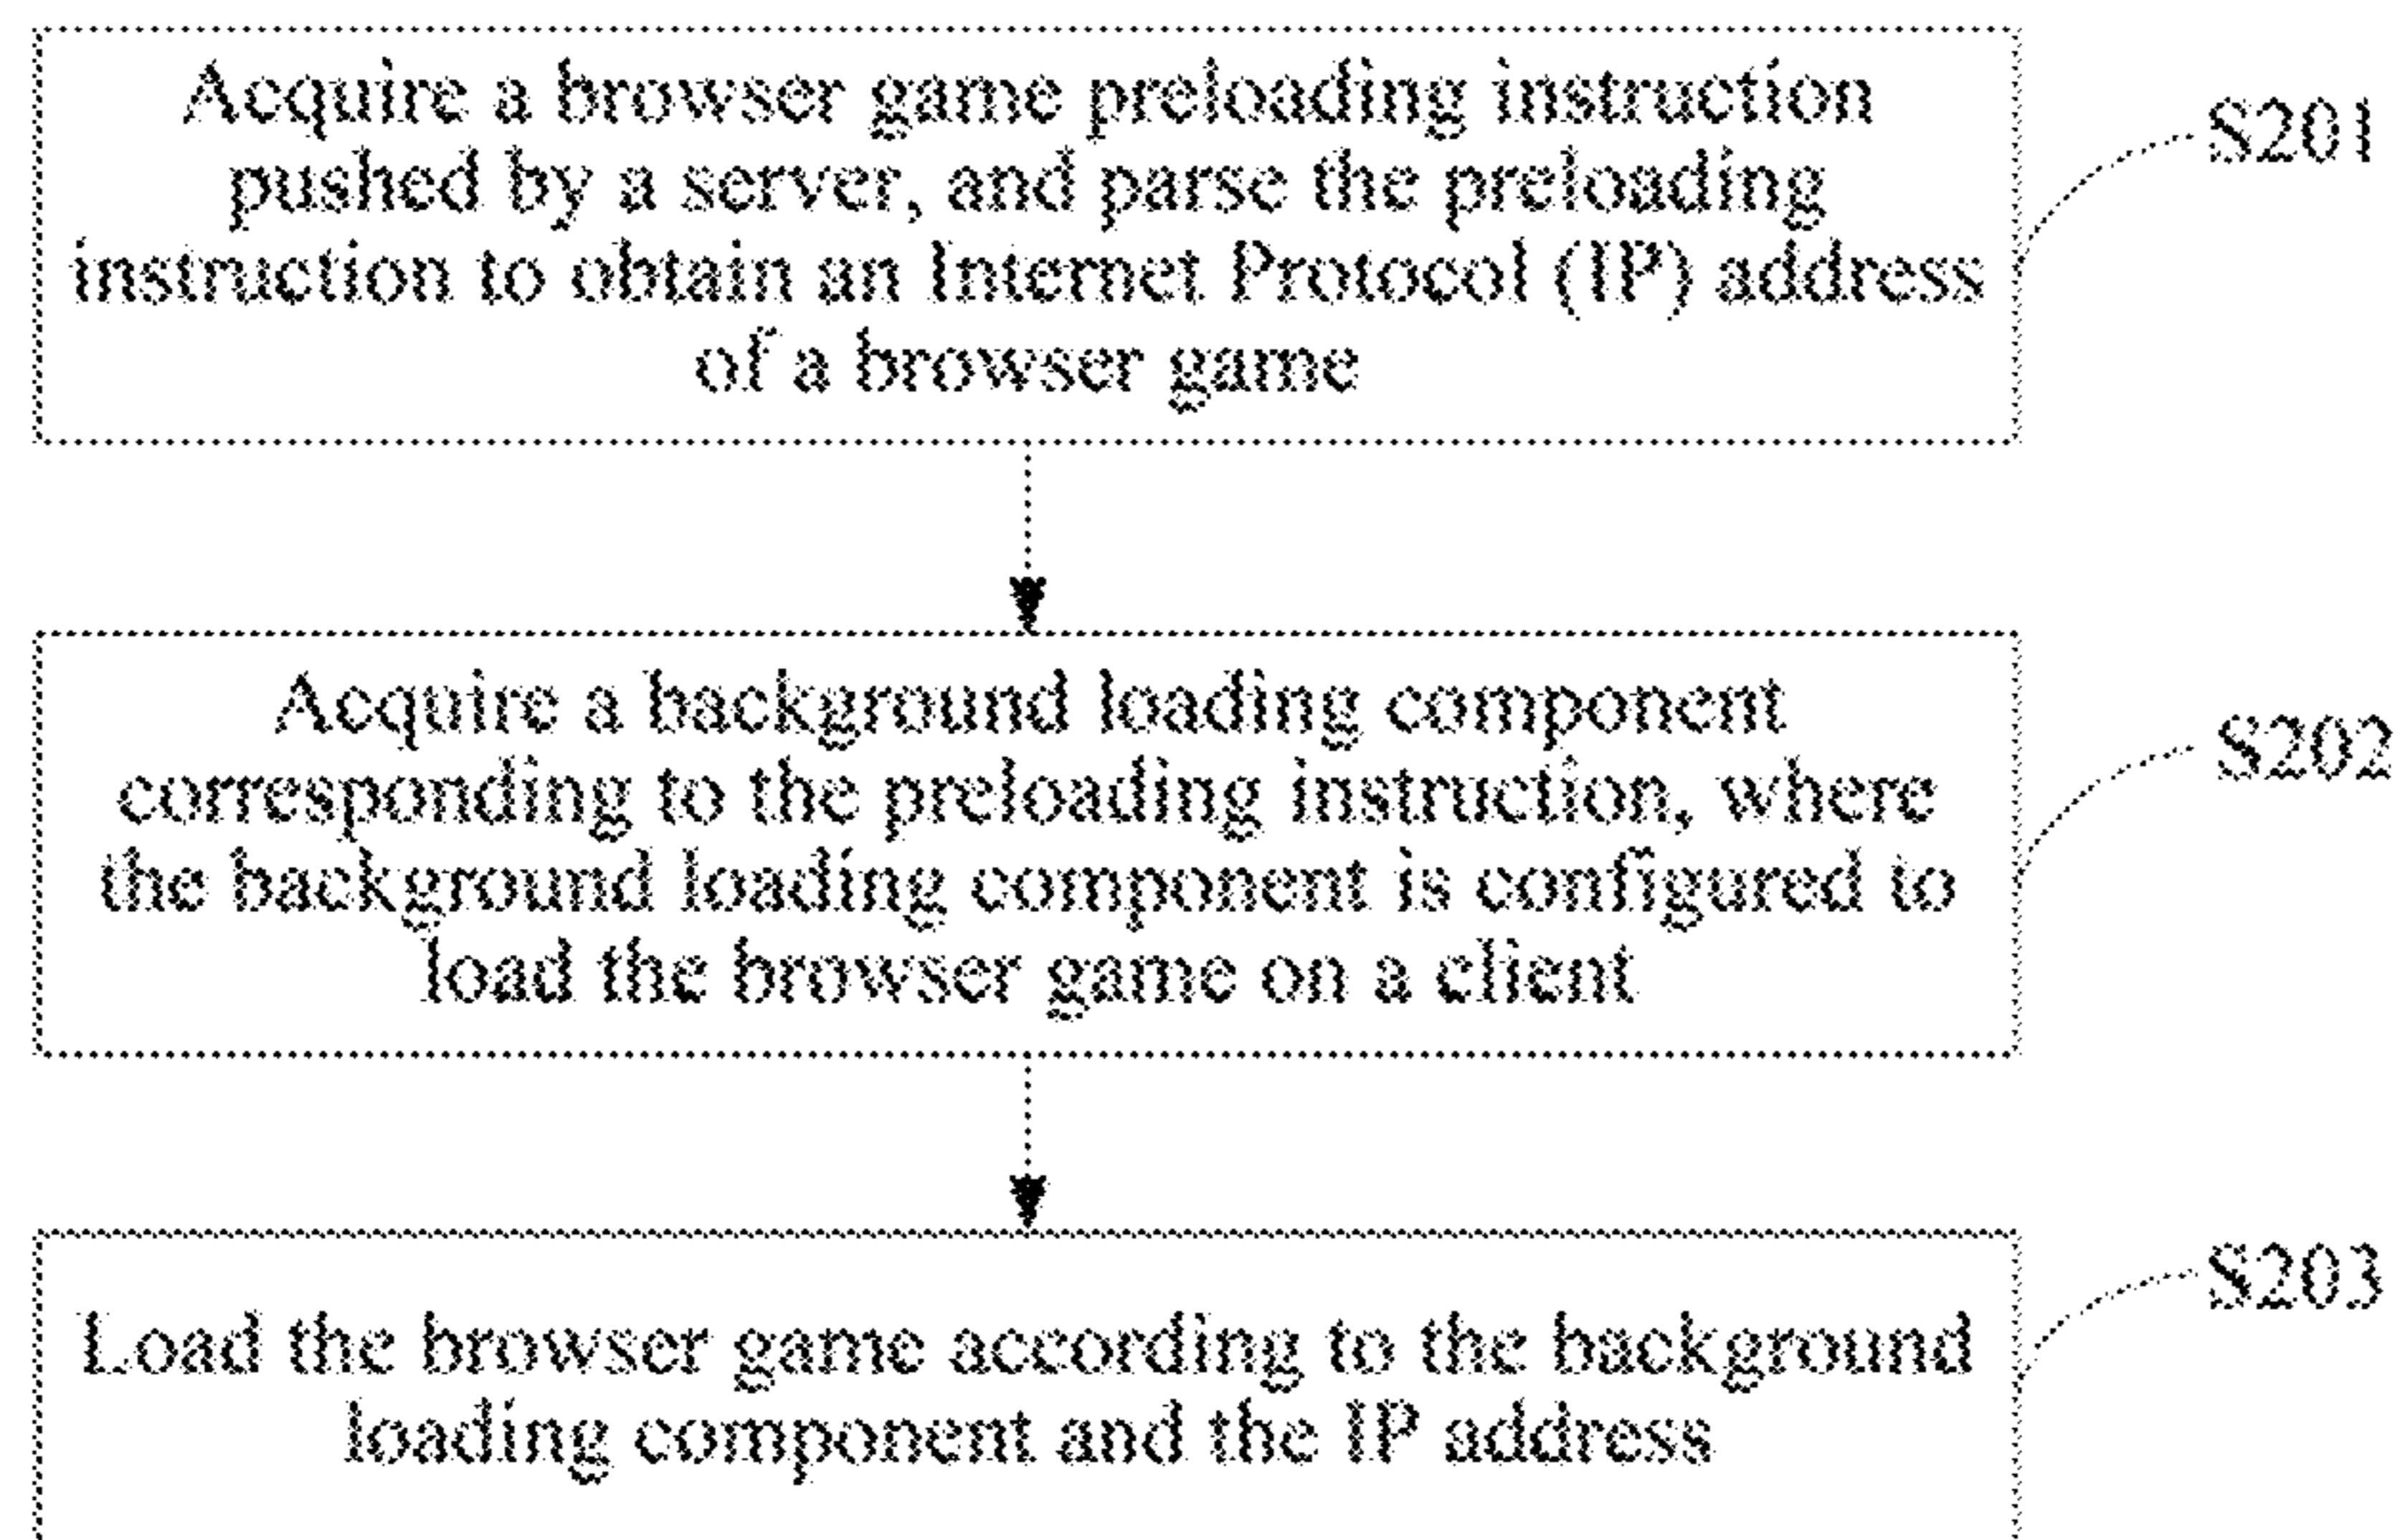 Acquire a browser game preloading instruction
pushed by a server, and parse the preloading
instruction to obtain an Internet Protocol (IP) address
of a browser game
S201
Acquire a background loading component
corresponding to the preloading instruction, where
the background loading component is configured to
load the browser game on a client
S202
Load the browser game according to the background
loading component and the IP address
S203